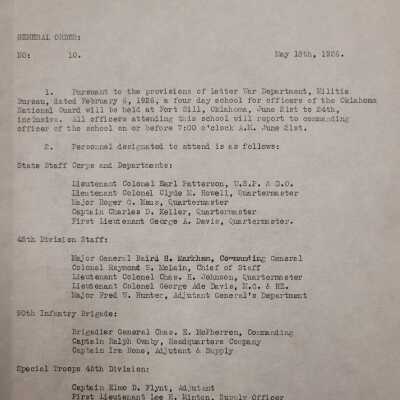 GENERAL ORDER:
NO: 10. May 18th, 1926.
1. Pursuant to the provisions of Letter War Department, Militia
Bureau, dated February 6, 1926, a four day school for officers of the Oklahoma
National Guard will be held at Fort Sill, Oklahoma, June 21st to 24th,
inclusive. All officers attending this school will report to commanding
officer of the school on or before 7:00 o'clock A.M. June 21st.
2. Personnel designated to attend is as follows:
State Staff Corps and Departments:
Lieutenant Colonel Earl Patterson, U.S.P. & D.O.
Lieutenant Colonel Clyde M. Howell, Quartermaster
Major Roger G. Maus, Quartermaster
Captain Charles D. Keller, Quartermaster
First Lieutenant George A. Davis, Quartermaster.
45th Division Staff:
Major General Baird H. Markham, Commanding General
Colonel Raymond S. McLain, Chief of Staff
Lieutenant Colonel Chas. E. Johnson, Quartermaster
Lieutenant Colonel George Ade Davis, M.G. & HE.
Major Fred W. Hunter, Adjutant General's Department
90th Infantry Brigade:
Brigadier General Chas. E. McPherren, Commanding
Captain Ralph Ownby, Headquarters Company
Captain Ira Hons, Adjutant & Supply
Special Troops 45th Division:
Captain Elmo D. Flynt, Adjutant
First Lieutenant Lee H. Minton, Supply Officer